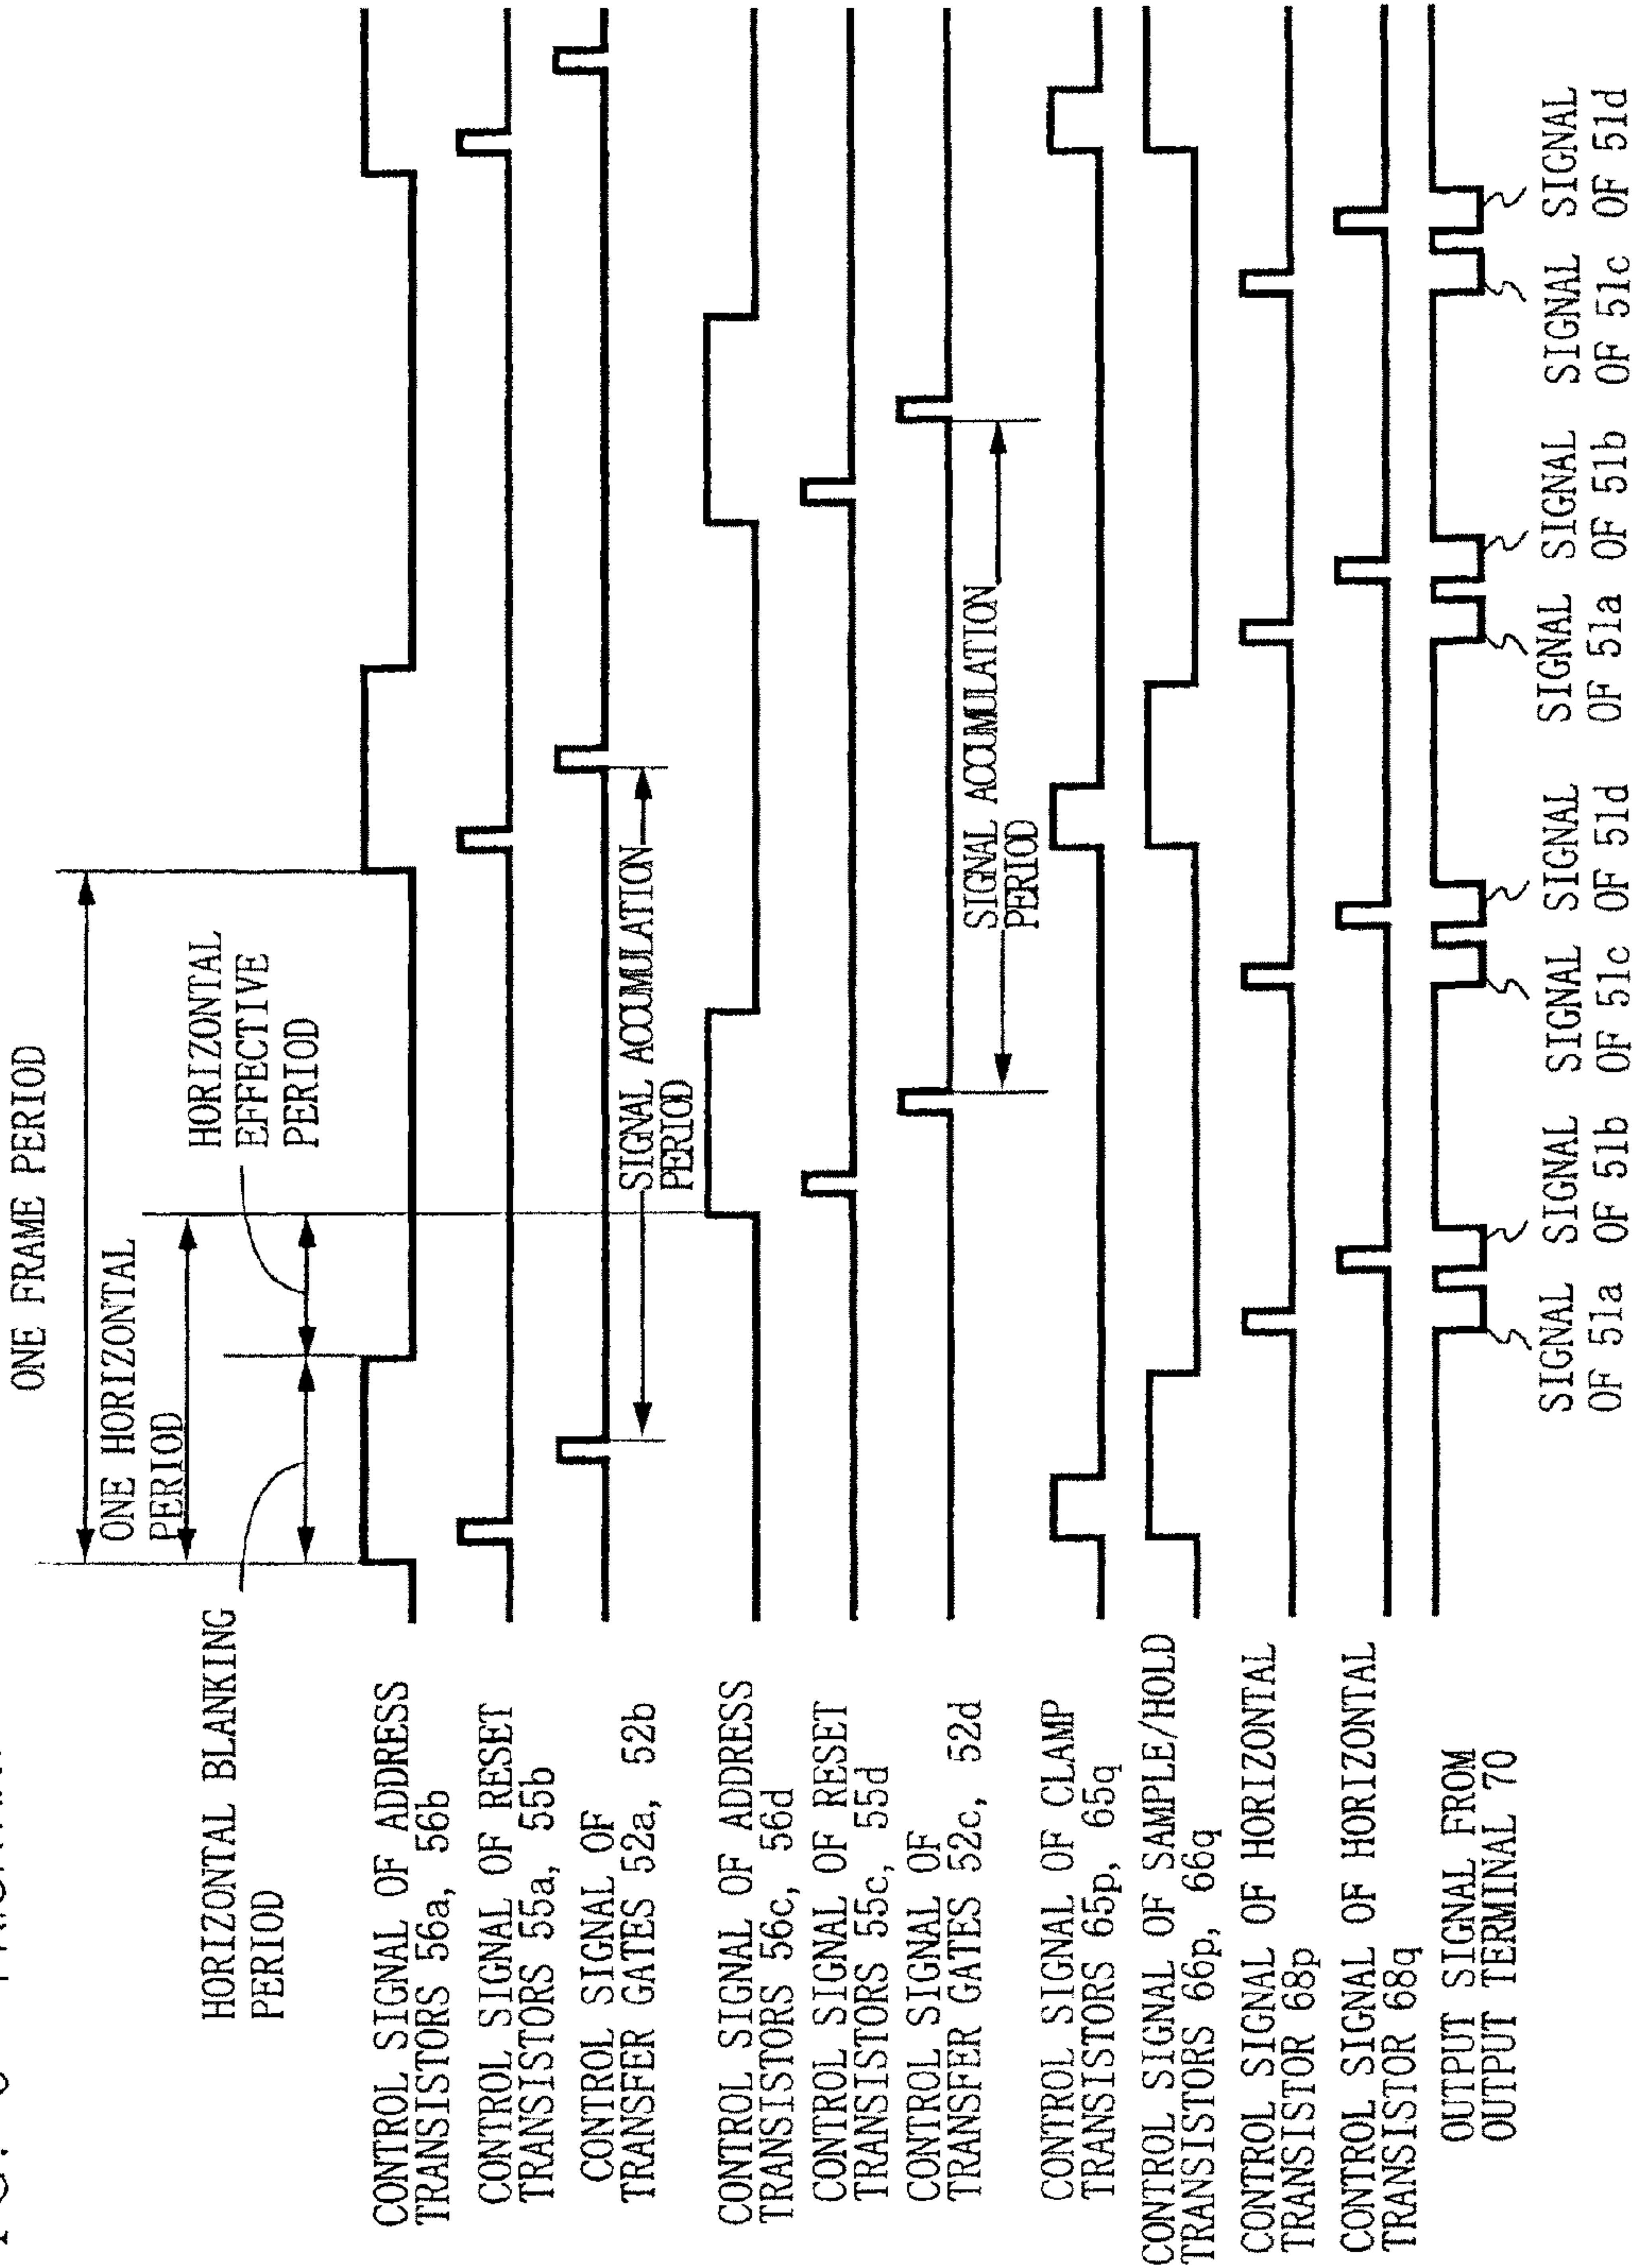 ONE FRAME PERIOD
ONE HORIZONTAL
PERIOD
HORIZONTAL
EFFECTIVE
PERIOD
HORIZONTAL BLANKING
PERIOD
CONTROL SIGNAL OF ADDRESS
TRANSISTORS 56a, 56b
CONTROL SIGNAL OF RESET
TRANSISTORS 55a, 55b
CONTROL SIGNAL OF
TRANSFER GATES 52a, 52b
SIGNAL ACCUMULATION
PERIOD
CONTROL SIGNAL OF ADDRESS
TRANSISTORS 56c, 56d
CONTROL SIGNAL OF RESET
TRANSISTORS 55c, 55d
CONTROL SIGNAL OF
TRANSFER GATES 52c, 52d
SIGNAL ACCUMULATION
PERIOD
CONTROL SIGNAL OF CLAMP
TRANSISTORS 65p, 65q
CONTROL SIGNAL OF SAMPLE/HOLD
TRANSISTORS 66p, 66q
CONTROL SIGNAL OF HORIZONTAL
TRANSISTOR 68p
CONTROL SIGNAL OF HORIZONTAL
TRANSISTOR 68q
OUTPUT SIGNAL FROM
OUTPUT TERMINAL 70
SIGNAL
OF 51a
SIGNAL
OF 51b
SIGNAL
OF 51c
SIGNAL
OF 51d
SIGNAL
OF 51a
SIGNAL
OF 51b
SIGNAL
OF 51c
SIGNAL
OF 51d